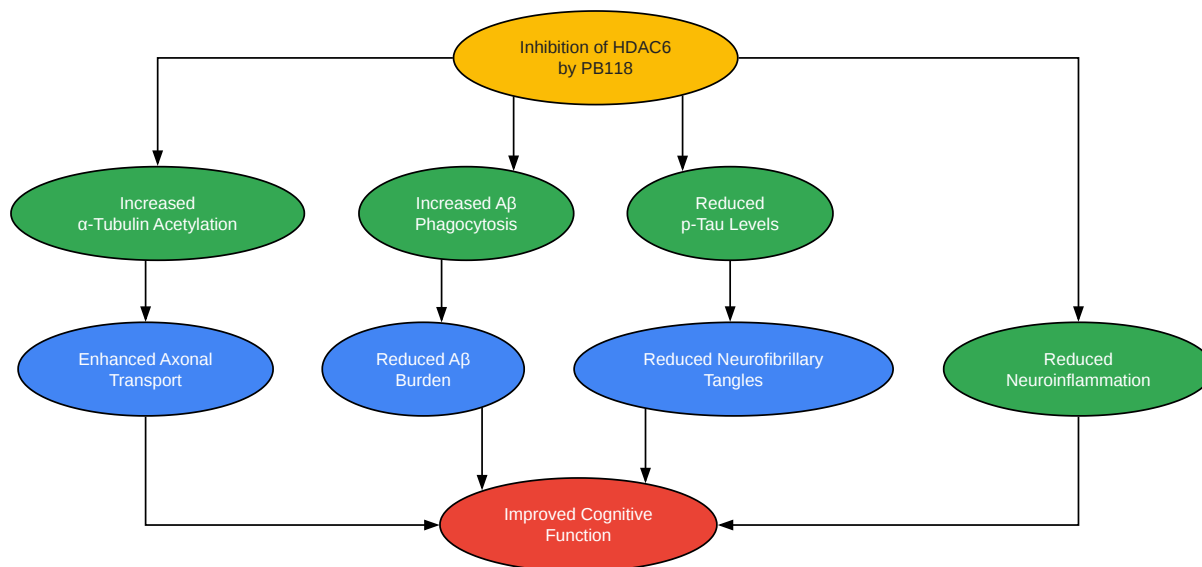 Inhibition of HDAC6
by PB118
Increased
α-Tubulin Acetylation
Increased Aβ
Phagocytosis
Reduced
p-Tau Levels
Enhanced Axonal
Transport
Reduced Aβ
Burden
Reduced Neurofibrillary
Tangles
Reduced
Neuroinflammation
Improved Cognitive
Function